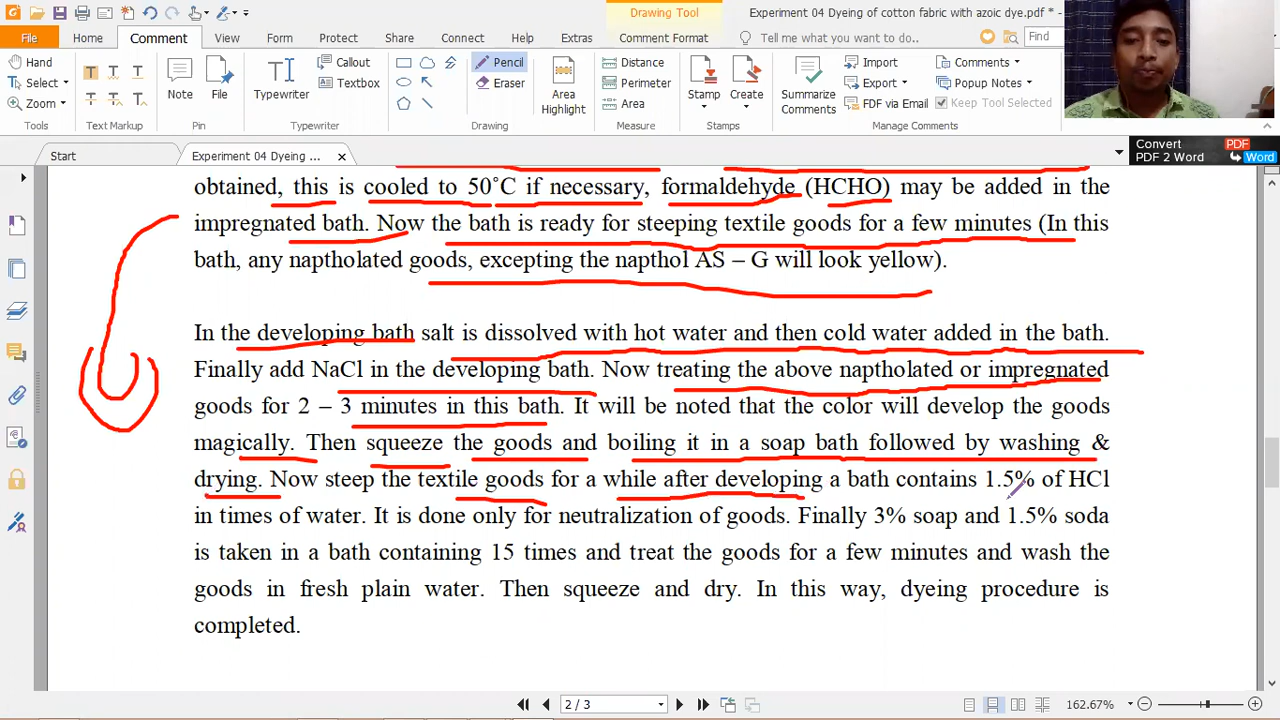 Drawing Tool
Experiment 04 Dyeing of cotton fabric with azoic dye.pdf *
File
Home
Comment
View
Form
Protect
Share
Connect
Help
Extras
Comment Format
Tell me what you want to do..
Find
Hand
Select
Zoom
Tools
Text Markup
Note
File
Pin
Typewriter
Callout
Textbox
Typewriter
Pencil
Eraser
Drawing
Area
Highlight
Distance
Perimeter
Area
Measure
Stamp
Create
Stamps
Summarize
Comments
Import
Export
FDF via Email
Comments
Popup Notes
Keep Tool Selected
Manage Comments
Start
Experiment 04 Dyeing ...
Convert PDF
PDF 2 Word Word
obtained, this is cooled to 50˚C if necessary, formaldehyde (HCHO) may be added in the
impregnated bath. Now the bath is ready for steeping textile goods for a few minutes (In this
bath, any naptholated goods, excepting the napthol AS – G will look yellow).
In the developing bath salt is dissolved with hot water and then cold water added in the bath.
Finally add NaCl in the developing bath. Now treating the above naptholated or impregnated
goods for 2 – 3 minutes in this bath. It will be noted that the color will develop the goods
magically. Then squeeze the goods and boiling it in a soap bath followed by washing &
drying. Now steep the textile goods for a while after developing a bath contains 1.5% of HCl
in times of water. It is done only for neutralization of goods. Finally 3% soap and 1.5% soda
is taken in a bath containing 15 times and treat the goods for a few minutes and wash the
goods in fresh plain water. Then squeeze and dry. In this way, dyeing procedure is
completed.
2 / 3
162.67%